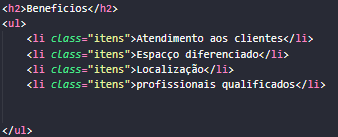 <h2>Beneficios</h2>
<ul>
<li class="itens">Atendimento aos clientes</li>
<li class="itens">Espacço diferenciado</li>
<li class="itens">Localização</li>
<li class="itens">profissionais qualificados</li>
</ul>